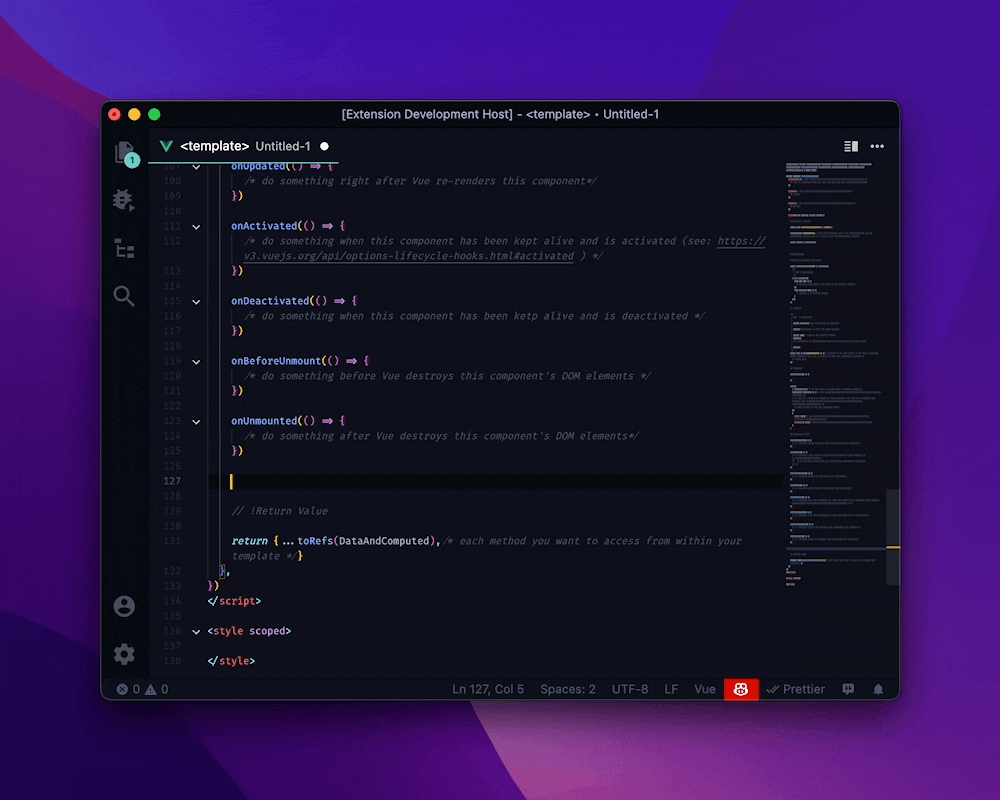 [Extension Development Host] - <template> • Untitled-1
1
<template> Untitled-1
107 onUpdated(() ⇒ {
108 /* do something right after Vue re-renders this component*/
109 })
110
111 onActivated(() ⇒ {
112 /* do something when this component has been kept alive and is activated (see: https://
v3.vuejs.org/api/options-lifecycle-hooks.html#activated ) */
113 })
114
115 onDeactivated(() ⇒ {
116 /* do something when this component has been ketp alive and is deactivated */
117 })
118
119 onBeforeUnmount(() ⇒ {
120 /* do something before Vue destroys this component's DOM elements */
121 })
122
123 onUnmounted(() ⇒ {
124 /* do something after Vue destroys this component's DOM elements*/
125 })
126
127
128
129 // !Return Value
130
131 return {...toRefs(DataAndComputed),/* each method you want to access from within your
template */}
132 },
133 })
134 </script>
135
136 <style scoped>
137
138 </style>
0 0 Ln 127, Col 5 Spaces: 2 UTF-8 LF Vue Prettier